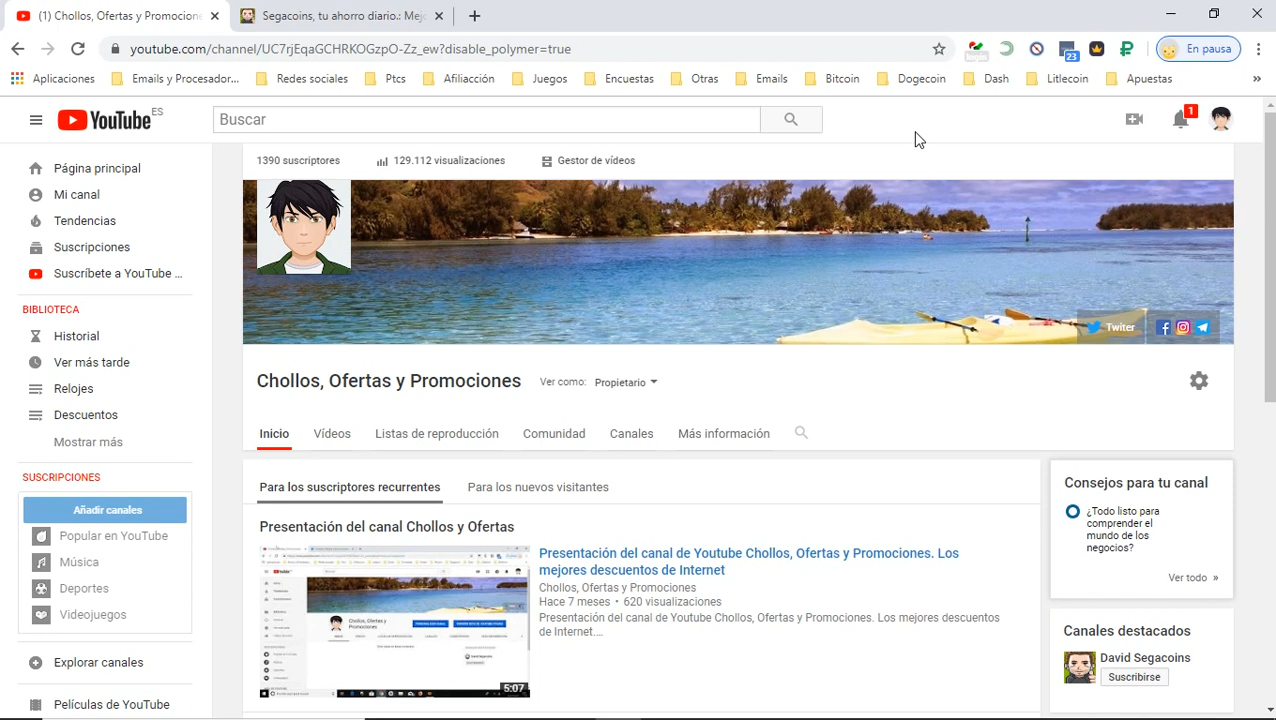 (1) Chollos, Ofertas y Promocione
Segacoins, tu ahorro diario.: Mejo
youtube.com/channel/UC7rjEqaGCHRKOGzpO-Zz_ew?disable_polymer=true
23
En pausa
Aplicaciones
Emails y Procesador...
Redes sociales
Ptcs
Afiliacción
Juegos
Encuestas
Emails
Bitcoin
Dogecoin
Dash
Litlecoin
Apuestas
»
YouTube ES
Buscar
1
1390 suscriptores
129.112 visualizaciones
Gestor de vídeos
Página principal
Mi canal
Tendencias
Suscripciones
Suscríbete a YouTube ...
BIBLIOTECA
Historial
Ver más tarde
Relojes
Descuentos
Mostrar más
SUSCRIPCIONES
Añadir canales
Popular en YouTube
Música
Deportes
Videojuegos
Explorar canales
Películas de YouTube
Twiter
Chollos, Ofertas y Promociones
Ver como: Propietario
Inicio
Vídeos
Listas de reproducción
Comunidad
Canales
Más información
Para los suscriptores recurrentes
Para los nuevos visitantes
Presentación del canal Chollos y Ofertas
5:07
Presentación del canal de Youtube Chollos, Ofertas y Promociones. Los
mejores descuentos de Internet
Chollos, Ofertas y Promociones
Hace 7 meses • 620 visualizaciones
Presentación del canal de Youtube Chollos, Ofertas y Promociones. Los mejores descuentos
de Internet....
Consejos para tu canal
¿Todo listo para
comprender el
mundo de los
negocios?
Ver todo »
Canales destacados
David Segacoins
Suscribirse